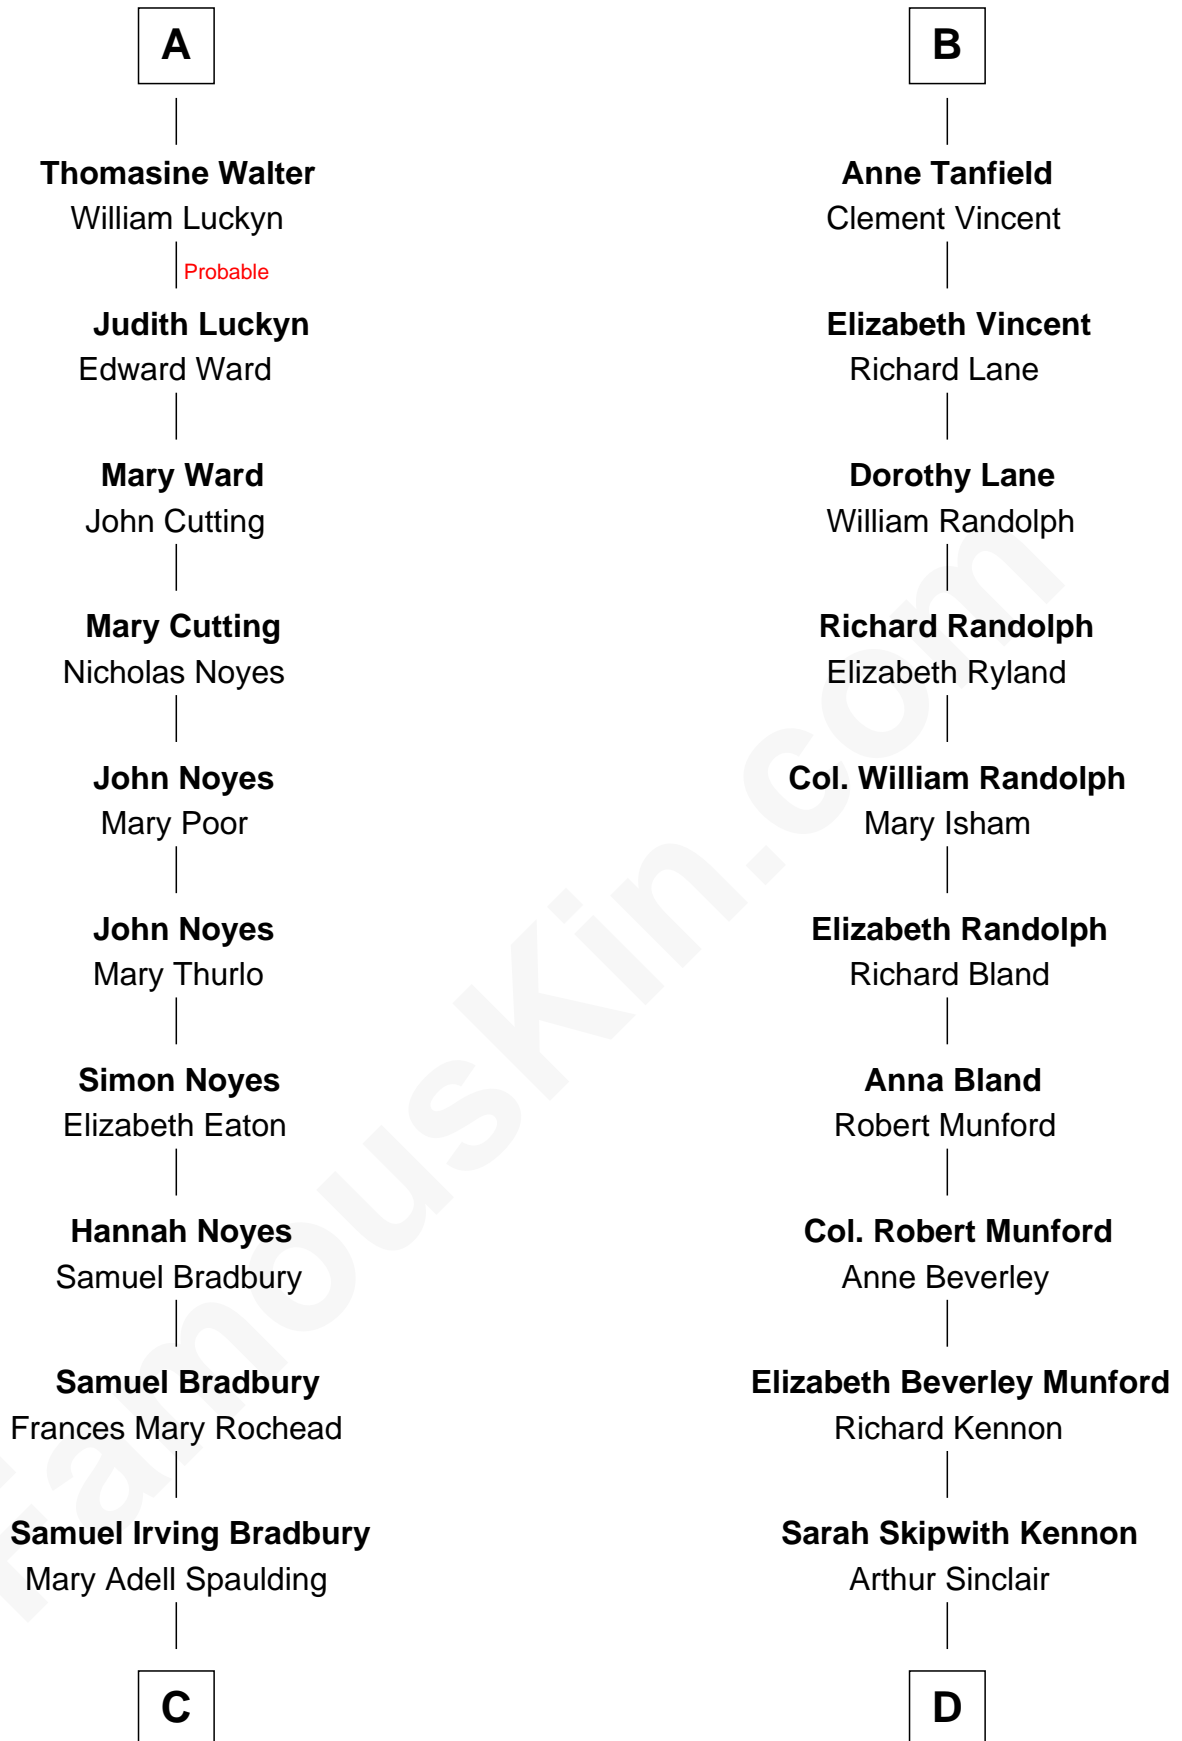 A
Thomasine Walter
William Luckyn
Probable
Judith Luckyn
Edward Ward
Mary Ward
John Cutting
Mary Cutting
Nicholas Noyes
John Noyes
Mary Poor
John Noyes
Mary Thurlo
Simon Noyes
Elizabeth Eaton
Hannah Noyes
Samuel Bradbury
Samuel Bradbury
Frances Mary Rochead
Samuel Irving Bradbury
Mary Adell Spaulding
C
B
Anne Tanfield
Clement Vincent
Elizabeth Vincent
Richard Lane
Dorothy Lane
William Randolph
Richard Randolph
Elizabeth Ryland
Col. William Randolph
Mary Isham
Elizabeth Randolph
Richard Bland
Anna Bland
Robert Munford
Col. Robert Munford
Anne Beverley
Elizabeth Beverley Munford
Richard Kennon
Sarah Skipwith Kennon
Arthur Sinclair
D
FamousKin.com